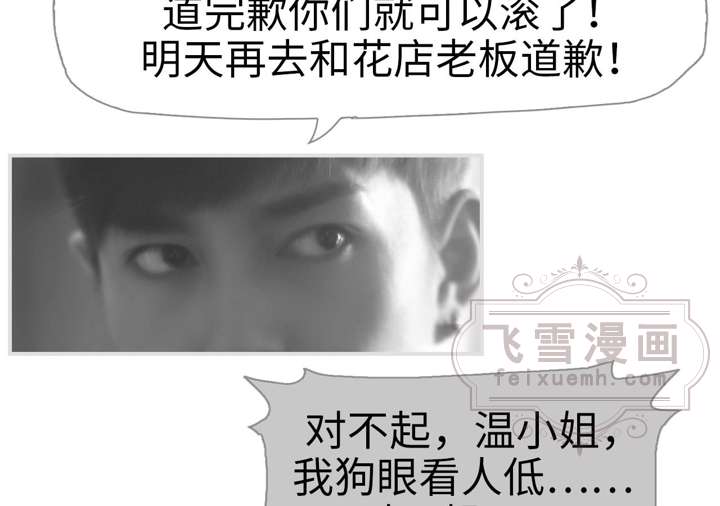 道完歉你们就可以滚了!
明天再去和花店老板道歉!
飞雪漫画
feixuemh.com
对不起，温小姐，
我狗眼看人低……